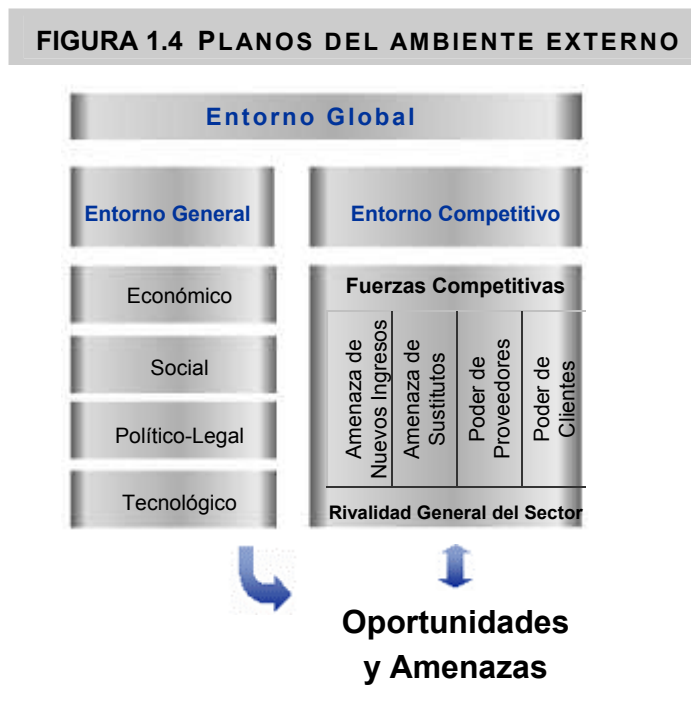 FIGURA 1.4 PLANOS DEL AMBIENTE EXTERNO
Entorno Global
Entorno General
Entorno Competitivo
Económico
Social
Político-Legal
Tecnológico
Fuerzas Competitivas
Amenaza de
Nuevos Ingresos
Amenaza de
Sustitutos
Poder de
Proveedores
Poder de
Clientes
Rivalidad General del Sector
Oportunidades
y Amenazas